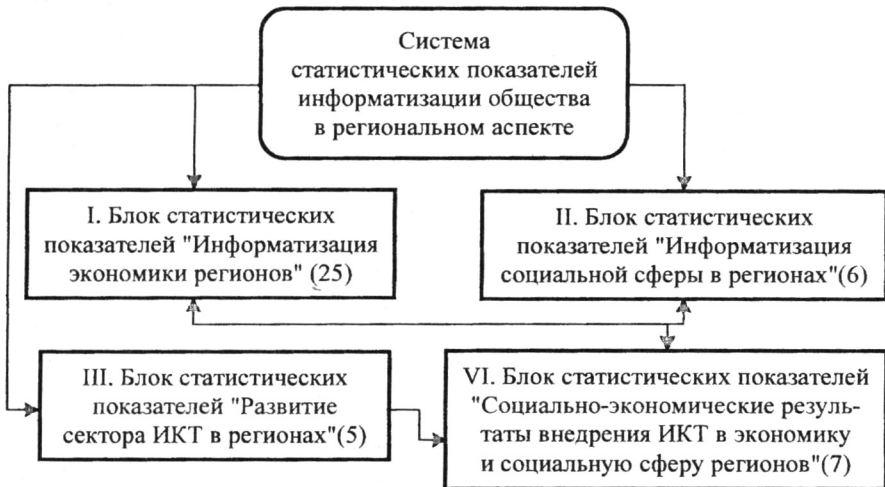 Система
статистических показателей
информатизации общества
в региональном аспекте
I. Блок статистических
показателей "Информатизация
экономики регионов" (25)
II. Блок статистических
показателей "Информатизация
социальной сферы в регионах"(6)
III. Блок статистических
показателей "Развитие
сектора ИКТ в регионах"(5)
VI. Блок статистических показателей
"Социально-экономические резуль-
таты внедрения ИКТ в экономику
и социальную сферу регионов"(7)